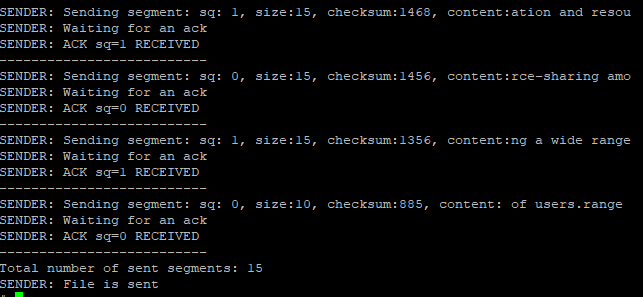 SENDER: Sending segment: sq: 1, size:15, checksum:1468, content:ation and resou
SENDER: Waiting for an ack
SENDER: ACK sq=1 RECEIVED
--------------------------
SENDER: Sending segment: sq: 0, size:15, checksum:1456, content:rce-sharing amo
SENDER: Waiting for an ack
SENDER: ACK sq=0 RECEIVED
--------------------------
SENDER: Sending segment: sq: 1, size:15, checksum:1356, content:ng a wide range
SENDER: Waiting for an ack
SENDER: ACK sq=1 RECEIVED
--------------------------
SENDER: Sending segment: sq: 0, size:10, checksum:885, content: of users.range
SENDER: Waiting for an ack
SENDER: ACK sq=0 RECEIVED
--------------------------
Total number of sent segments: 15
SENDER: File is sent